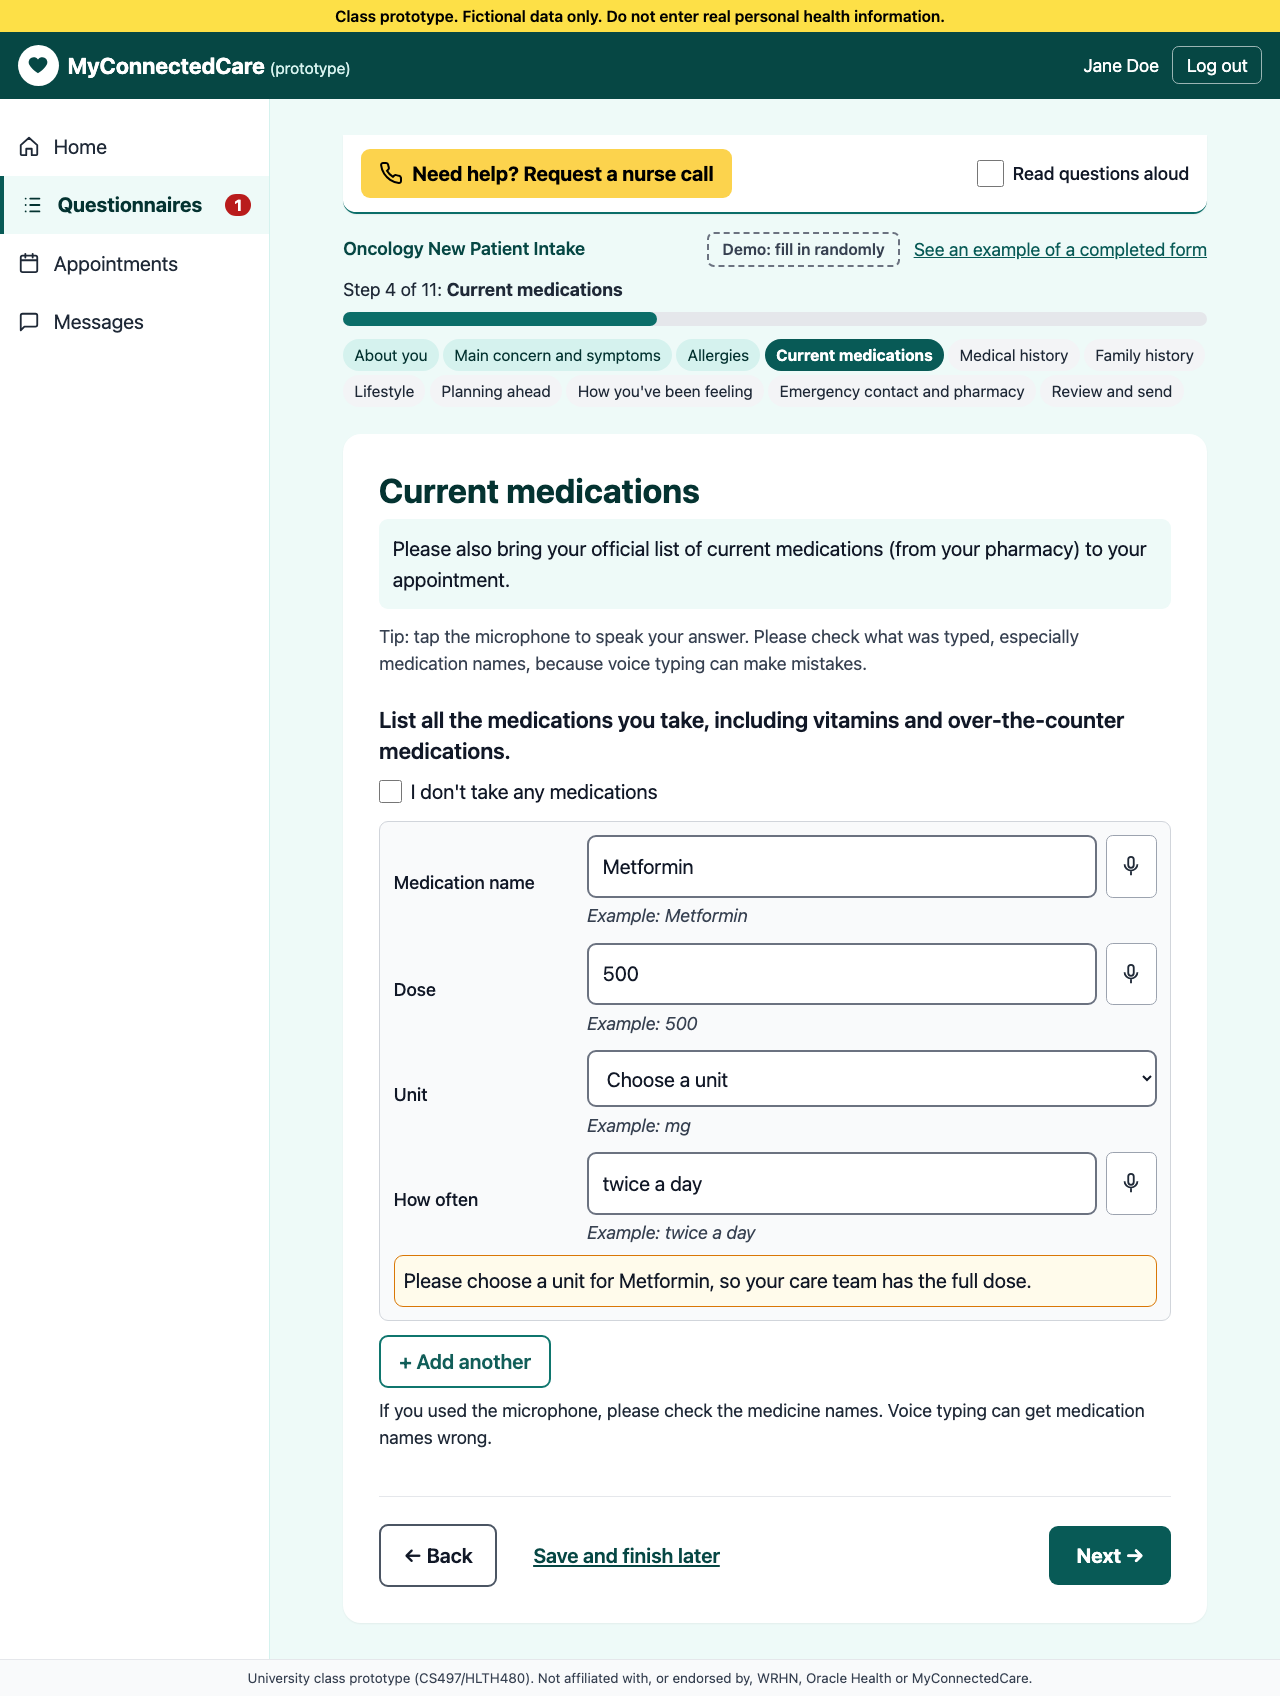 Class prototype. Fictional data only. Do not enter real personal health information.
MyConnectedCare (prototype)
Jane Doe
Log out
Home
Questionnaires 1
Appointments
Messages
Need help? Request a nurse call
Read questions aloud
Oncology New Patient Intake
Demo: fill in randomly
See an example of a completed form
Step 4 of 11: Current medications
About you Main concern and symptoms Allergies Current medications Medical history Family history
Lifestyle Planning ahead How you've been feeling Emergency contact and pharmacy Review and send
Current medications
Please also bring your official list of current medications (from your pharmacy) to your
appointment.
Tip: tap the microphone to speak your answer. Please check what was typed, especially
medication names, because voice typing can make mistakes.
List all the medications you take, including vitamins and over-the-counter
medications.
I don't take any medications
Medication name
Metformin
Example: Metformin
Dose
500
Example: 500
Unit
Choose a unit
Example: mg
How often
twice a day
Example: twice a day
Please choose a unit for Metformin, so your care team has the full dose.
+ Add another
If you used the microphone, please check the medicine names. Voice typing can get medication
names wrong.
← Back
Save and finish later
Next →
University class prototype (CS497/HLTH480). Not affiliated with, or endorsed by, WRHN, Oracle Health or MyConnectedCare.